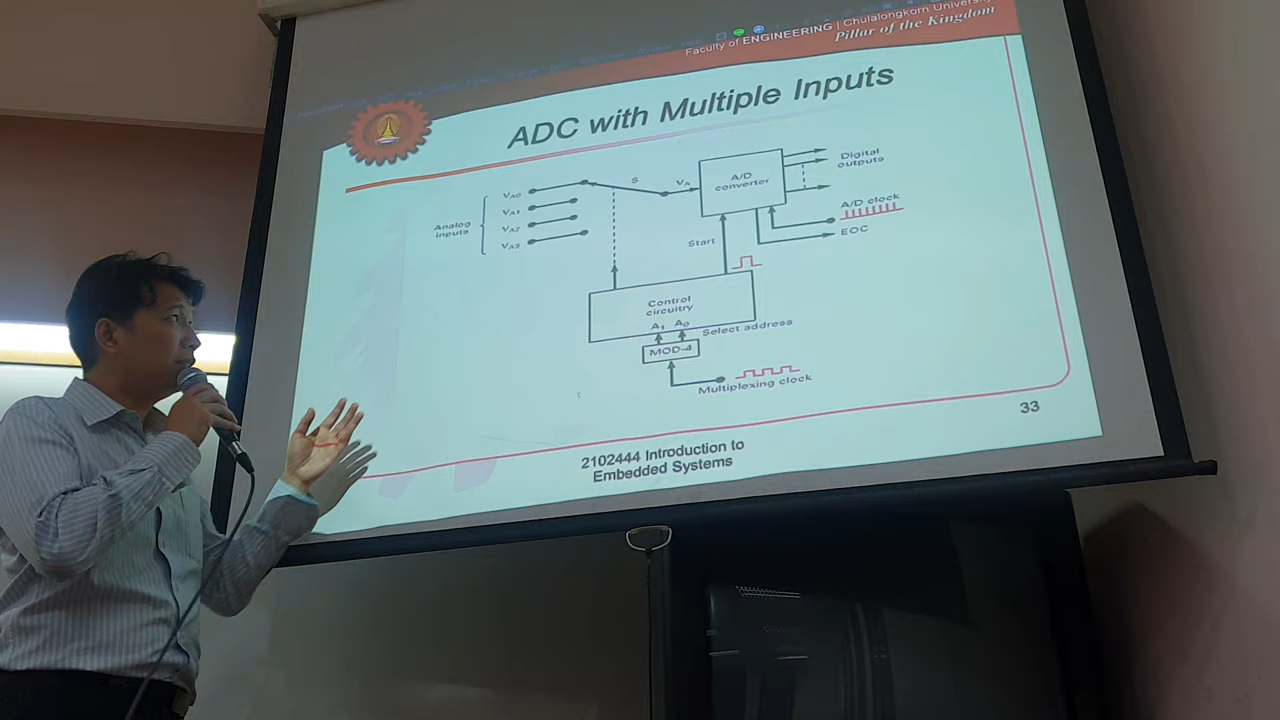 Faculty of ENGINEERING | Chulalongkorn University
Pillar of the Kingdom
ADC with Multiple Inputs
Analog
inputs
VA0
VA1
VA2
VA3
S
VA
A/D
converter
Digital
outputs
A/D clock
EOC
Start
Control
circuitry
A1 A0
Select address
MOD-4
Multiplexing clock
2102444 Introduction to
Embedded Systems
33